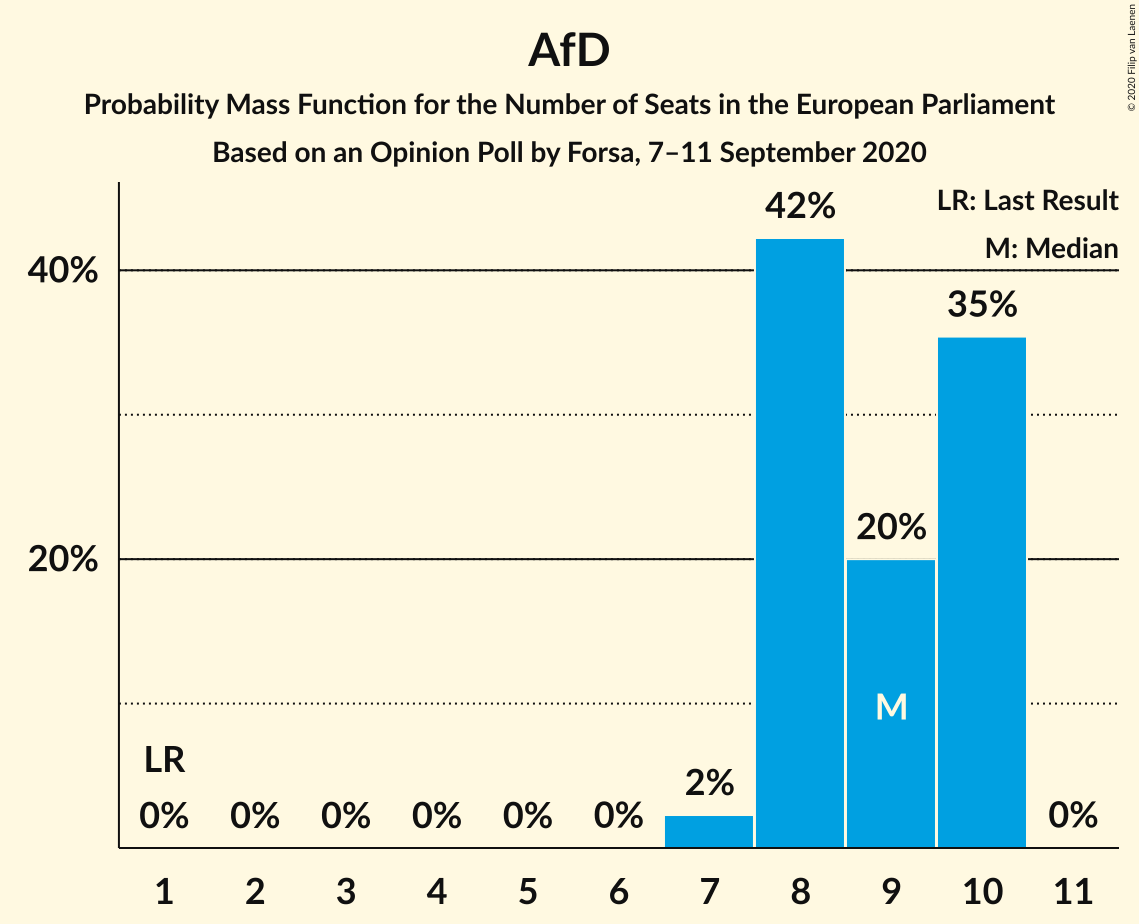 AfD
Probability Mass Function for the Number of Seats in the European Parliament
Based on an Opinion Poll by Forsa, 7–11 September 2020
© 2020 Filip van Laenen
LR: Last Result
M: Median
42%
40%
35%
20%
20%
M
LR
2%
0% 0% 0% 0% 0% 0% 0%
1 2 3 4 5 6 7 8 9 10 11